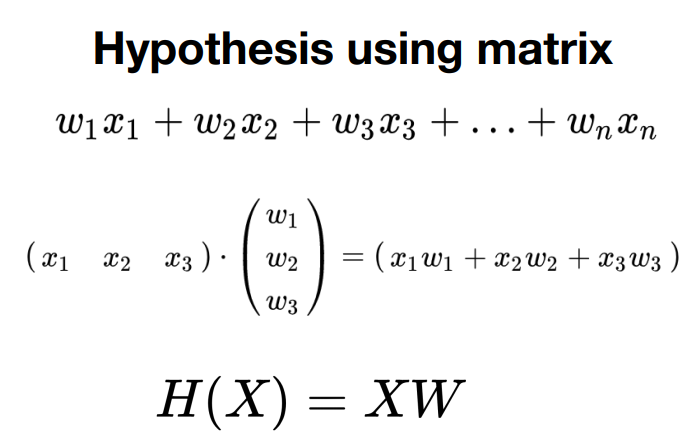 Hypothesis using matrix
w₁x₁ + w₂x₂ + w₃x₃ + ... + wₙxₙ
( x₁ x₂ x₃ ) · ( w₁ w₂ w₃ ) = ( x₁w₁ + x₂w₂ + x₃w₃ )
H(X) = XW